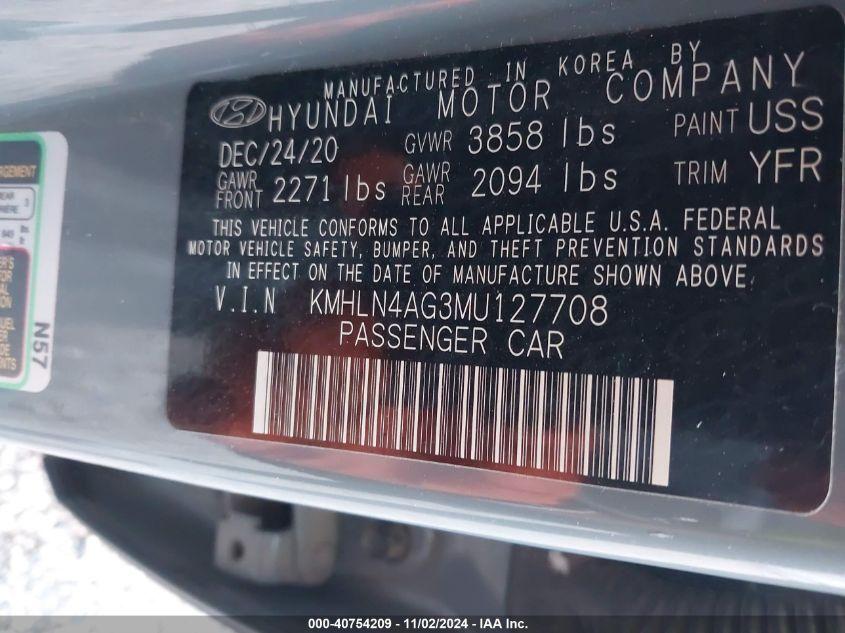 MANUFACTURED IN KOREA BY
HYUNDAI MOTOR COMPANY
DEC/24/20 GVWR 3858 lbs PAINT USS
GAWR FRONT 2271 lbs GAWR REAR 2094 lbs TRIM YFR
THIS VEHICLE CONFORMS TO ALL APPLICABLE U.S.A. FEDERAL
MOTOR VEHICLE SAFETY, BUMPER, AND THEFT PREVENTION STANDARDS
IN EFFECT ON THE DATE OF MANUFACTURE SHOWN ABOVE.
V.I.N KMHLN4AG3MU127708
PASSENGER CAR
N57
000-40754209 - 11/02/2024 - IAA Inc.